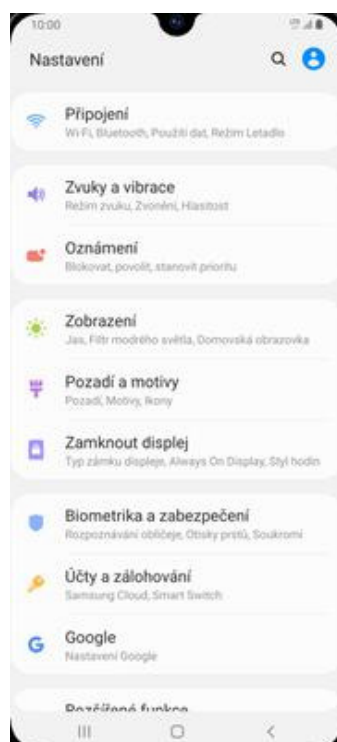 10:00
Nastavení
Připojení
Wi-Fi, Bluetooth, Použití dat, Režim Letadlo
Zvuky a vibrace
Režim zvuku, Zvonění, Hlasitost
Oznámení
Blokovat, povolit, stanovit prioritu
Zobrazení
Jas, Filtr modrého světla, Domovská obrazovka
Pozadí a motivy
Pozadí, Motivy, Ikony
Zamknout displej
Typ zámku displeje, Always On Display, Styl hodin
Biometrika a zabezpečení
Rozpoznávání obličeje, Otisky prstů, Soukromí
Účty a zálohování
Samsung Cloud, Smart Switch
Google
Nastavení Google
Rozšířené funkce